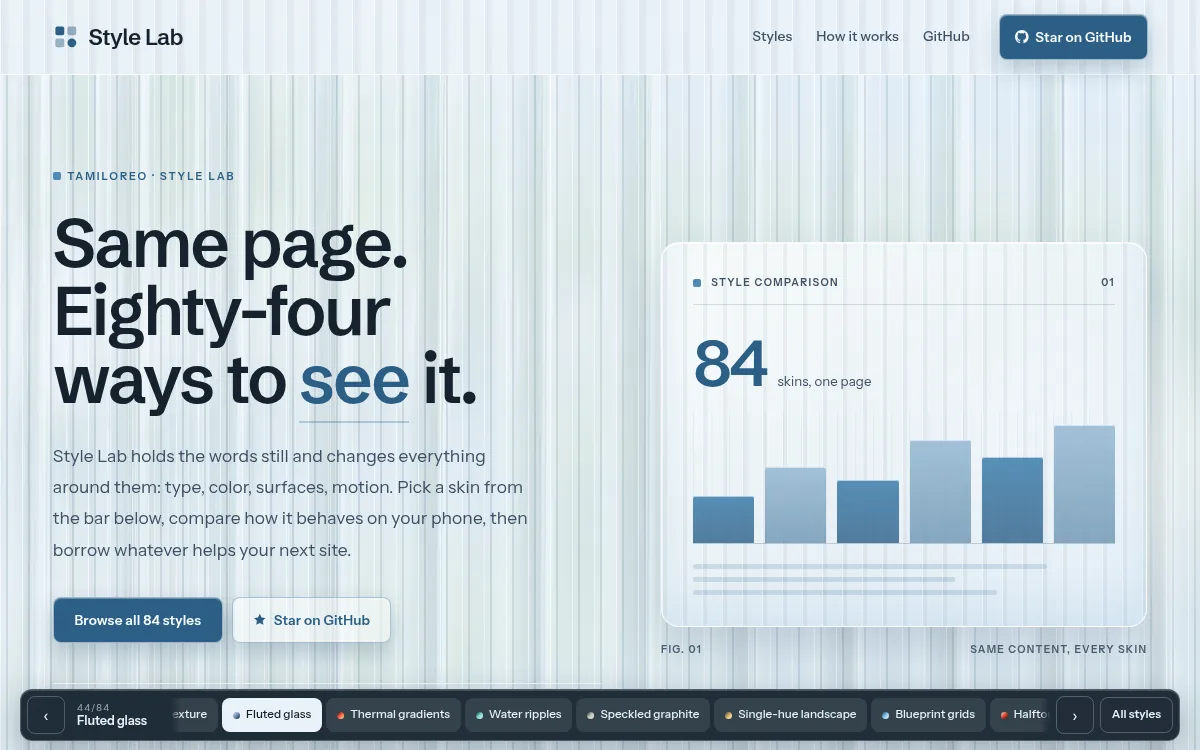 Style Lab
Styles
How it works
GitHub
Star on GitHub
TAMILOREO · STYLE LAB
Same page.
Eighty-four
ways to see it.
Style Lab holds the words still and changes everything
around them: type, color, surfaces, motion. Pick a skin from
the bar below, compare how it behaves on your phone, then
borrow whatever helps your next site.
Browse all 84 styles
★ Star on GitHub
STYLE COMPARISON
01
84 skins, one page
FIG. 01
SAME CONTENT, EVERY SKIN
‹
44/84
Fluted glass
exture
Fluted glass
Thermal gradients
Water ripples
Speckled graphite
Single-hue landscape
Blueprint grids
Halfto
›
All styles